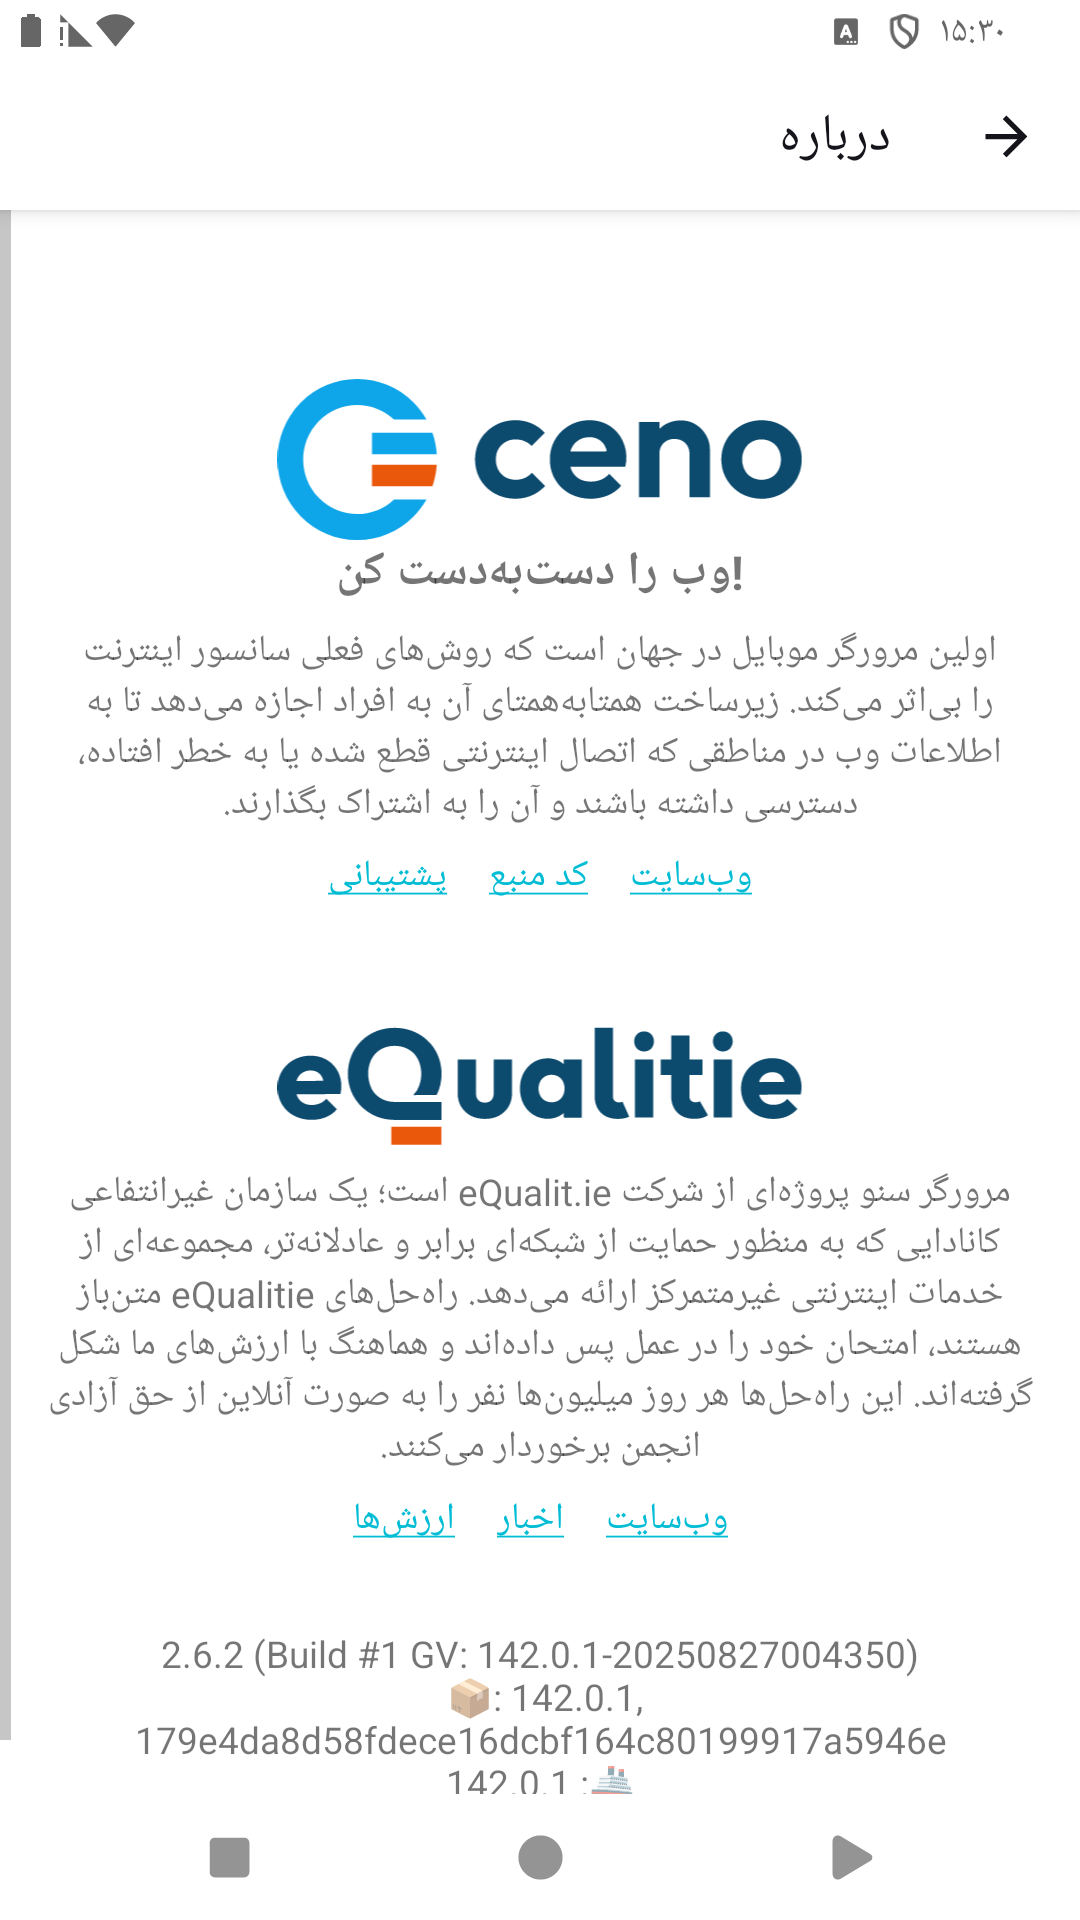 ۱۵:۳۰
درباره
ceno
وب را دست‌به‌دست کن!
اولین مرورگر موبایل در جهان است که روش‌های فعلی سانسور اینترنت
را بی‌اثر می‌کند. زیرساخت همتابه‌همتای آن به افراد اجازه می‌دهد تا به
اطلاعات وب در مناطقی که اتصال اینترنتی قطع شده یا به خطر افتاده،
دسترسی داشته باشند و آن را به اشتراک بگذارند.
وب‌سایت کد منبع پشتیبانی
eQualitie
مرورگر سنو پروژه‌ای از شرکت eQualit.ie است؛ یک سازمان غیرانتفاعی
کانادایی که به منظور حمایت از شبکه‌ای برابر و عادلانه‌تر، مجموعه‌ای از
خدمات اینترنتی غیرمتمرکز ارائه می‌دهد. راه‌حل‌های eQualitie متن‌باز
هستند، امتحان خود را در عمل پس داده‌اند و هماهنگ با ارزش‌های ما شکل
گرفته‌اند. این راه‌حل‌ها هر روز میلیون‌ها نفر را به صورت آنلاین از حق آزادی
انجمن برخوردار می‌کنند.
وب‌سایت اخبار ارزش‌ها
2.6.2 (Build #1 GV: 142.0.1-20250827004350)
📦: 142.0.1,
179e4da8d58fdece16dcbf164c80199917a5946e
🚢: 142.0.1